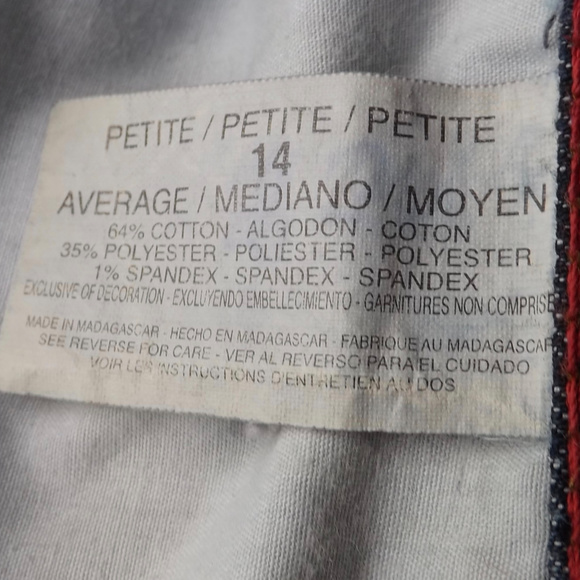 PETITE / PETITE / PETITE
14
AVERAGE / MEDIANO / MOYEN
64% COTTON - ALGODON - COTON
35% POLYESTER - POLIESTER - POLYESTER
1% SPANDEX - SPANDEX - SPANDEX
EXCLUSIVE OF DECORATION - EXCLUYENDO EMBELLECIMIENTO - GARNITURES NON COMPRISE
MADE IN MADAGASCAR - HECHO EN MADAGASCAR - FABRIQUE AU MADAGASCAR
SEE REVERSE FOR CARE - VER AL REVERSO PARA EL CUIDADO
VOIR LES INSTRUCTIONS D'ENTRETIEN AU DOS